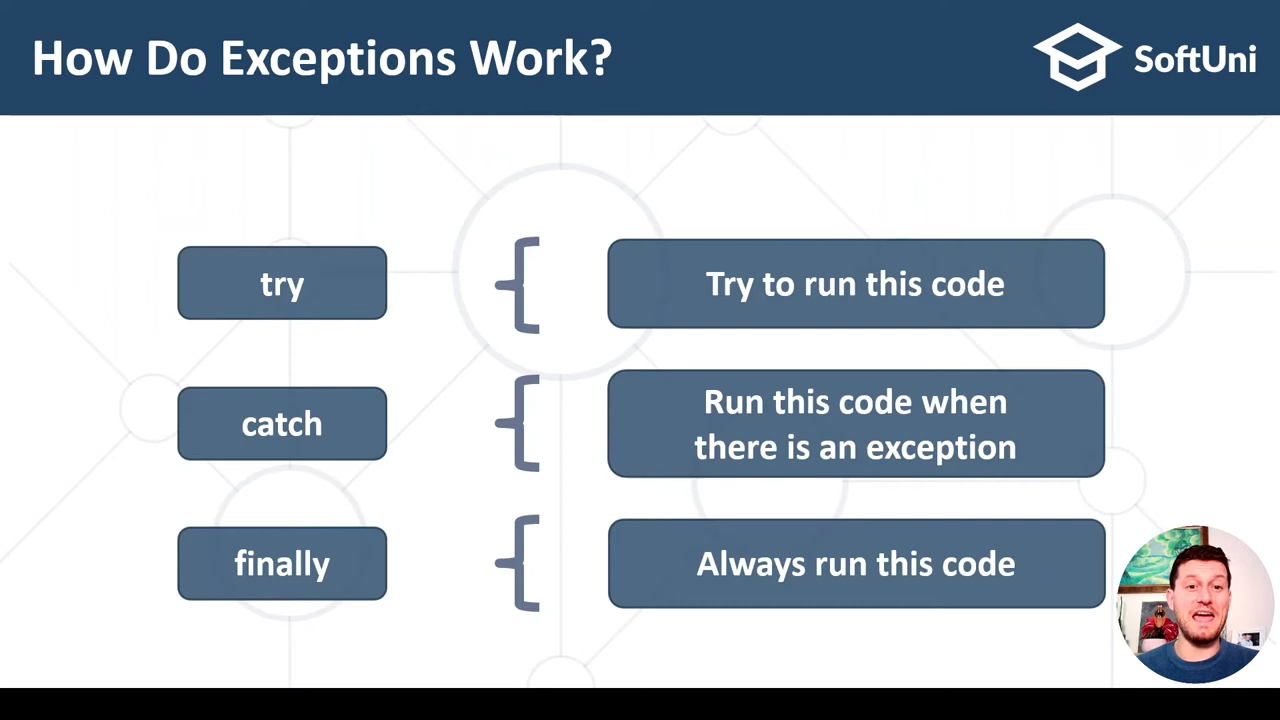 How Do Exceptions Work?
SoftUni
try
Try to run this code
catch
Run this code when
there is an exception
finally
Always run this code